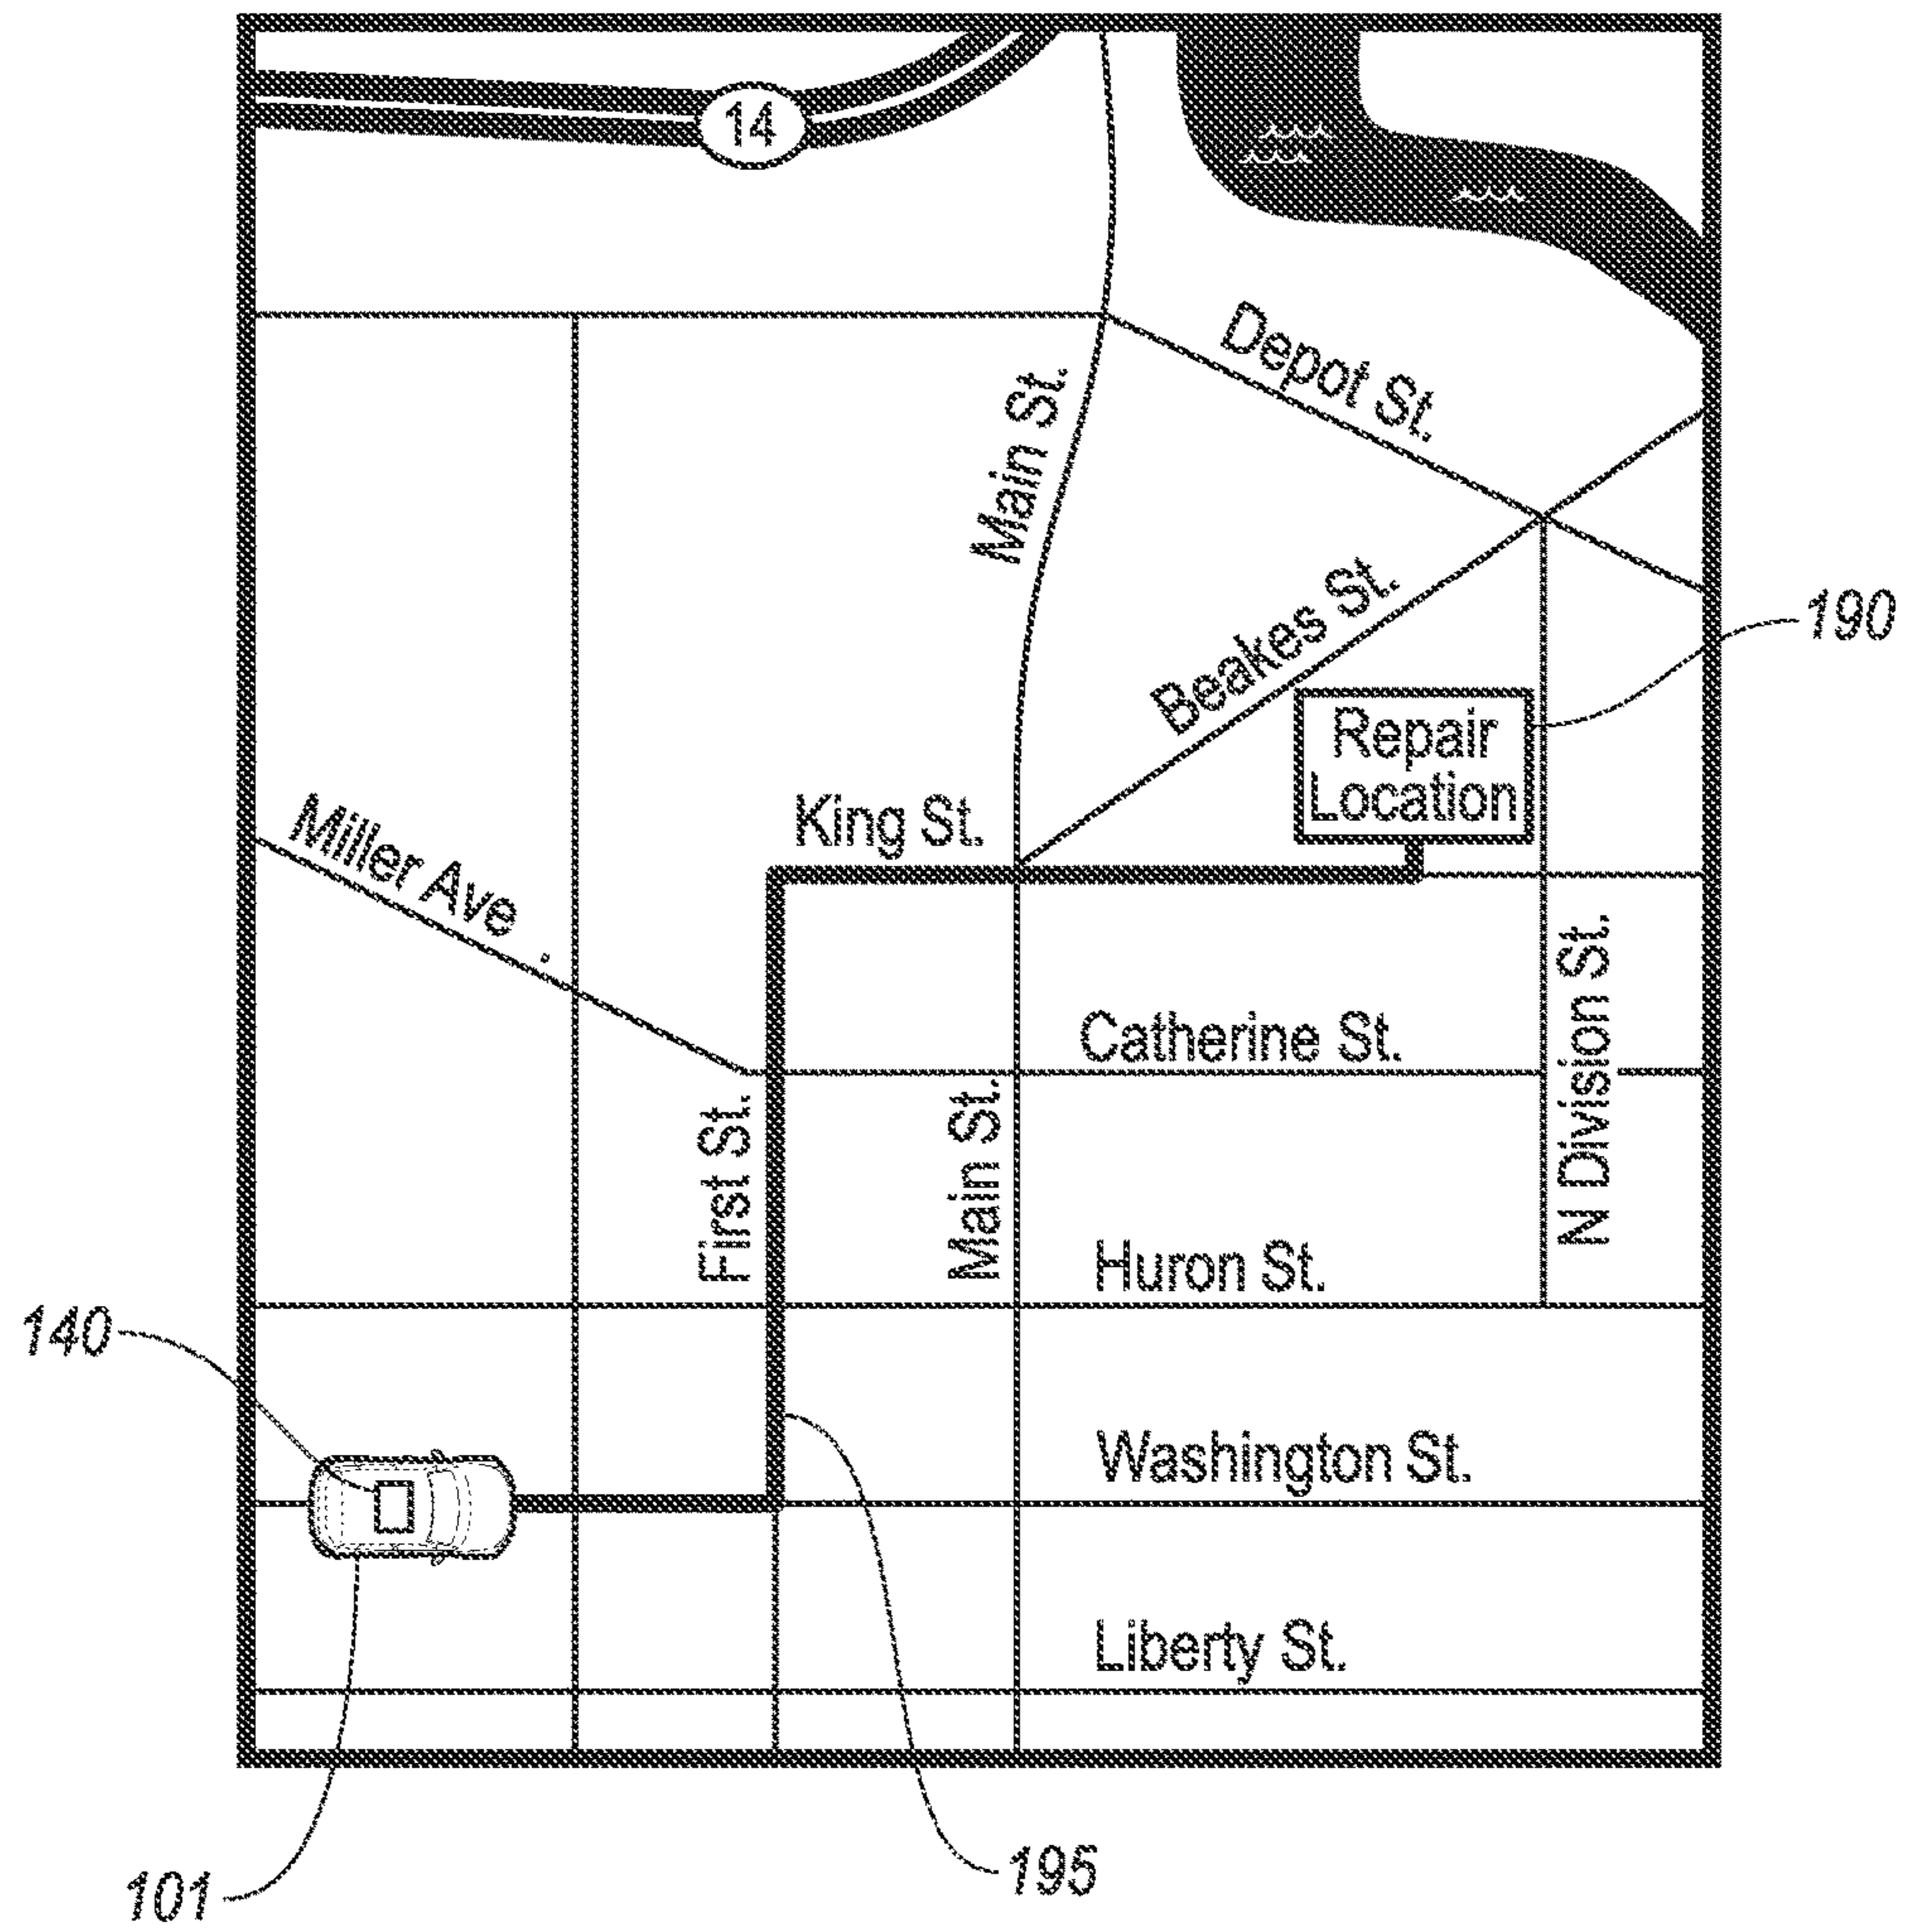 14
Depot St.
Main St.
Beakes St.
190
Repair
Location
King St.
Miller Ave.
Catherine St.
N Division St.
First St.
Main St.
Huron St.
140
Washington St.
Liberty St.
195
101